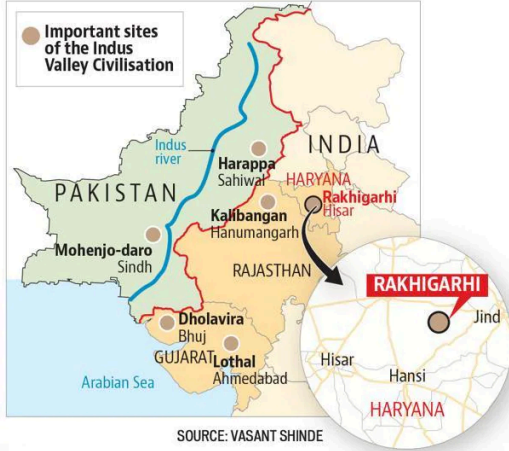 Important sites
of the Indus
Valley Civilisation
Indus
river
INDIA
Harappa
Sahiwal
HARYANA
PAKISTAN
Rakhigarhi
Hisar
Kalibangan
Hanumangarh
Mohenjo-daro
Sindh
RAJASTHAN
RAKHIGARHI
Dholavira
Bhuj
Jind
GUJARAT
Lothal
Ahmedabad
Hisar
Hansi
Arabian Sea
HARYANA
SOURCE: VASANT SHINDE